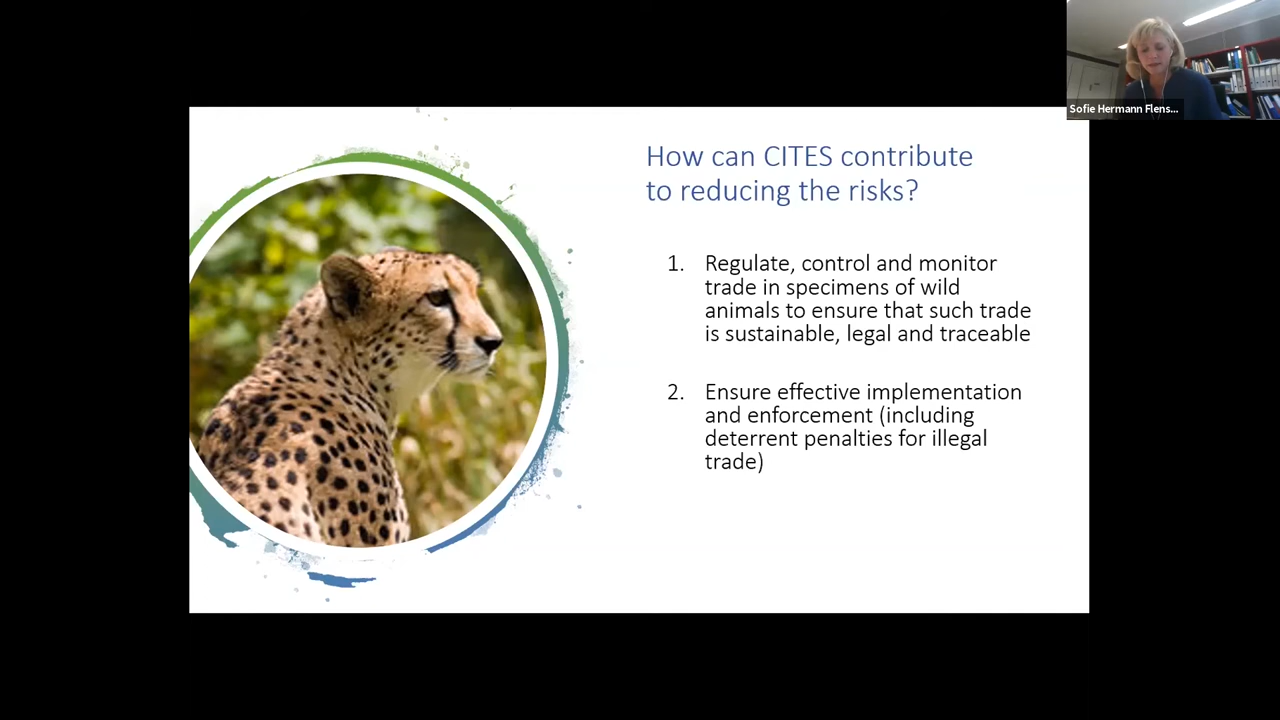 Sofie Hermann Flens...
How can CITES contribute
to reducing the risks?
1. Regulate, control and monitor
trade in specimens of wild
animals to ensure that such trade
is sustainable, legal and traceable
2. Ensure effective implementation
and enforcement (including
deterrent penalties for illegal
trade)